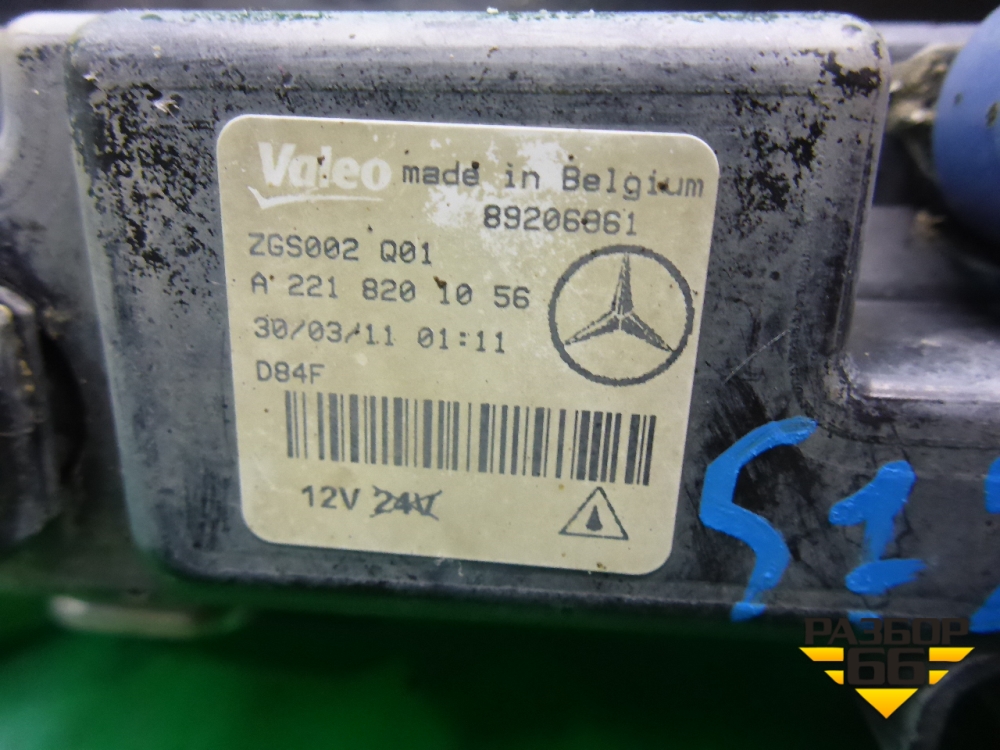 Valeo made in Belgium
89206861
ZGS002 Q01
A 221 820 10 56
30/03/11 01:11
D84F
12V 24V
РАЗБОР
66